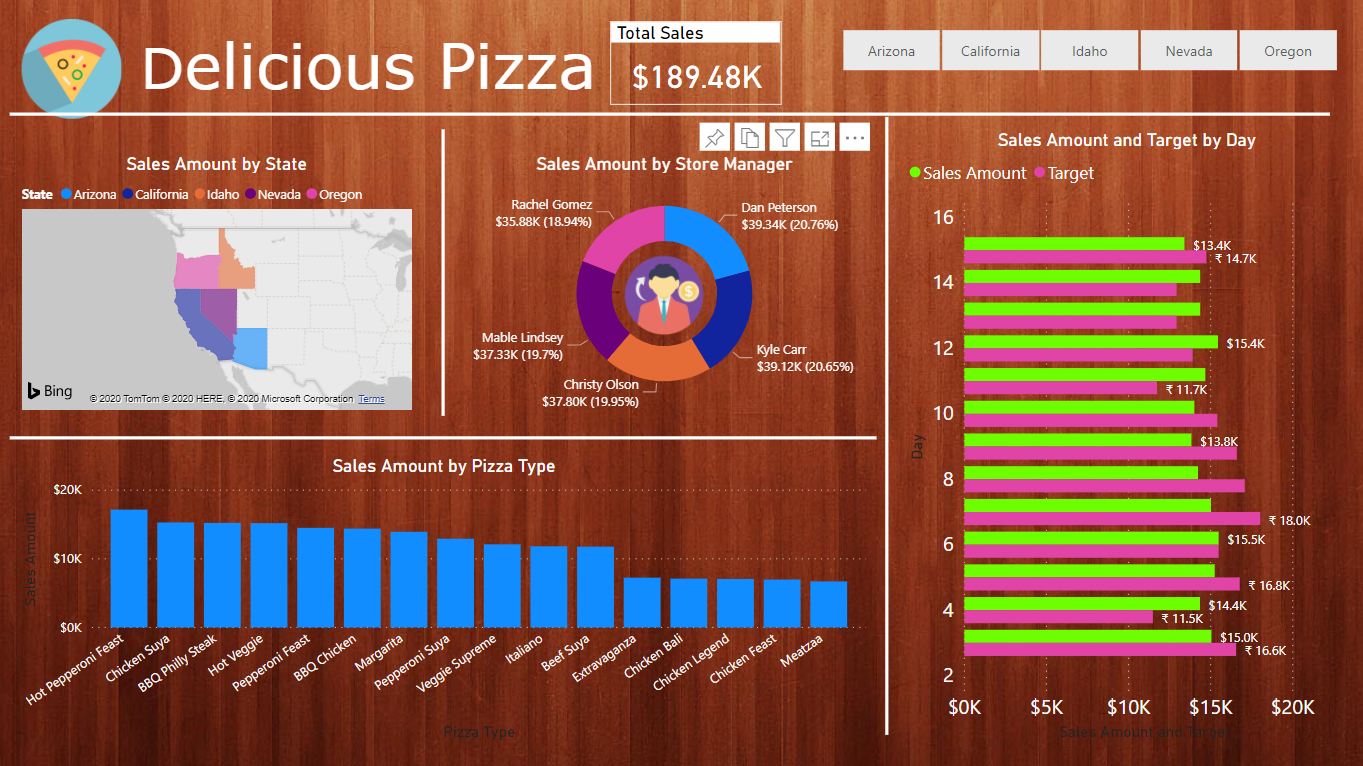 Delicious Pizza
Total Sales
$189.48K
Arizona
California
Idaho
Nevada
Oregon
Sales Amount by State
State Arizona California Idaho Nevada Oregon
Bing
© 2020 TomTom © 2020 HERE, © 2020 Microsoft Corporation Terms
Sales Amount by Store Manager
Rachel Gomez
$35.88K (18.94%)
Dan Peterson
$39.34K (20.76%)
Mable Lindsey
$37.33K (19.7%)
Kyle Carr
$39.12K (20.65%)
Christy Olson
$37.80K (19.95%)
Sales Amount by Pizza Type
Sales Amount
$20K
$10K
$0K
Hot Pepperoni Feast
Chicken Suya
BBQ Philly Steak
Hot Veggie
Pepperoni Feast
BBQ Chicken
Margarita
Pepperoni Suya
Veggie Supreme
Italiano
Beef Suya
Extravaganza
Chicken Bali
Chicken Legend
Chicken Feast
Meatzaa
Pizza Type
Sales Amount and Target by Day
Sales Amount Target
Day
16
$13.4K
₹ 14.7K
14
12
$15.4K
₹ 11.7K
10
$13.8K
8
₹ 18.0K
6
$15.5K
₹ 16.8K
4
$14.4K
₹ 11.5K
$15.0K
₹ 16.6K
2
$0K
$5K
$10K
$15K
$20K
Sales Amount and Target